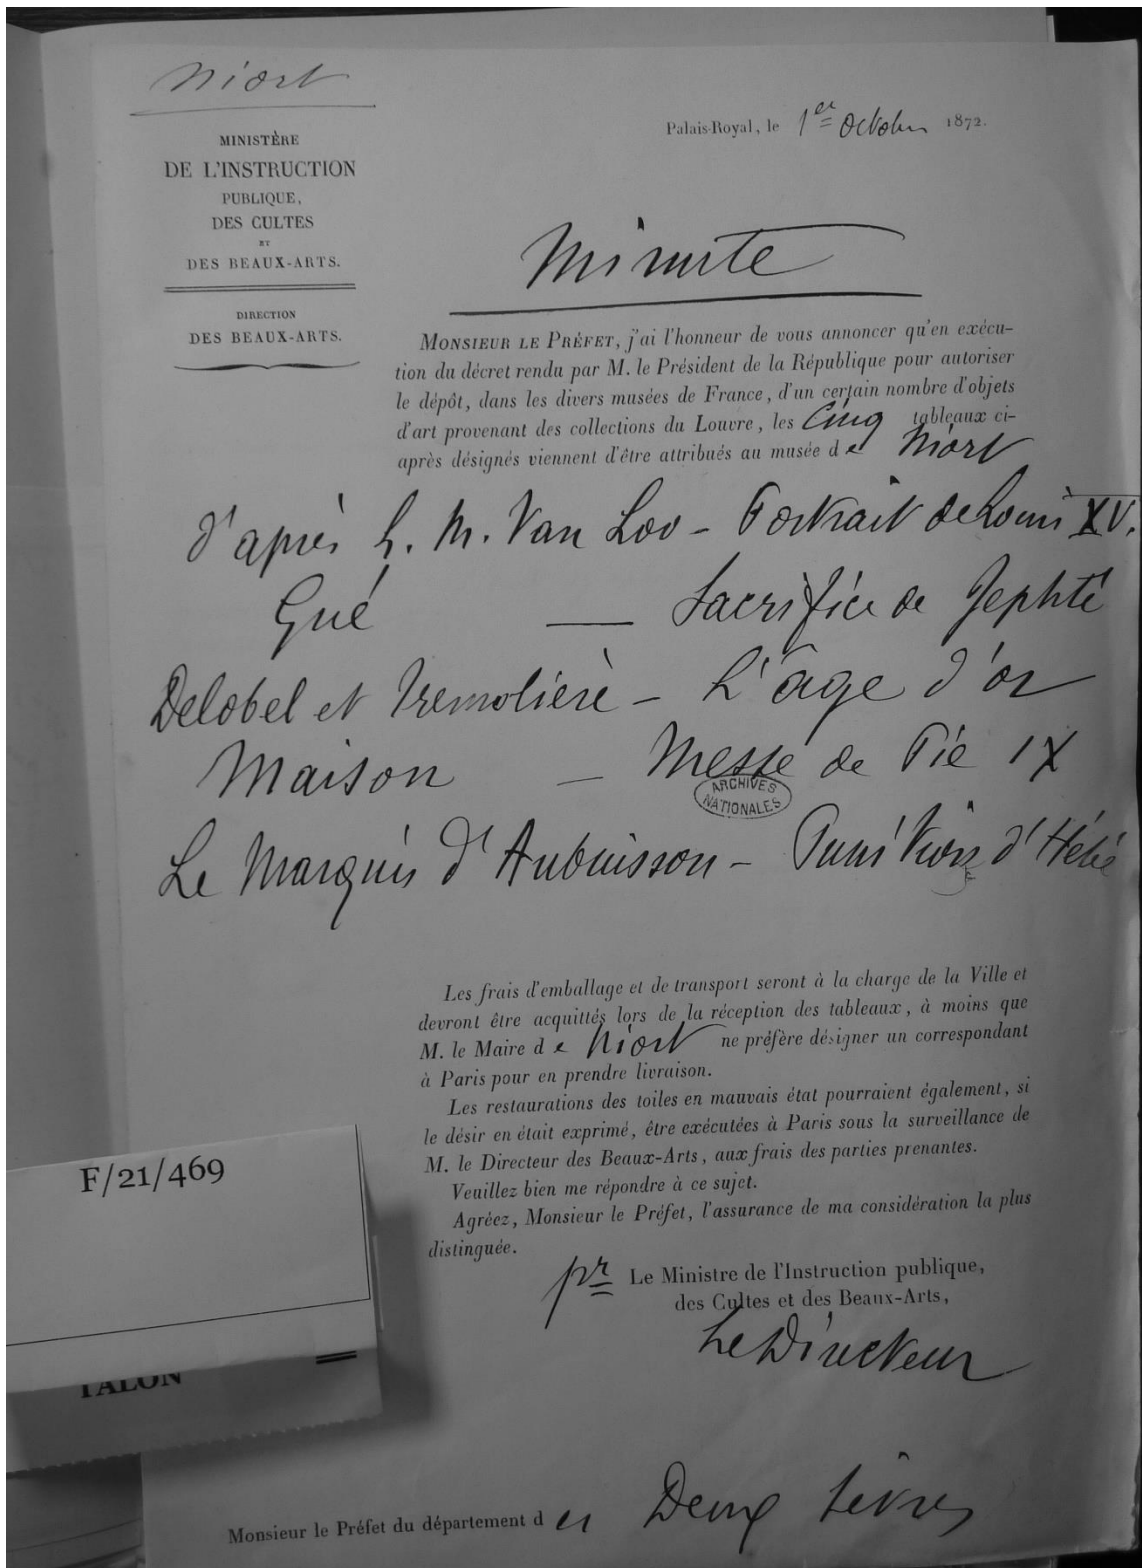 Niort
MINISTÈRE
DE L'INSTRUCTION
PUBLIQUE,
DES CULTES
ET
DES BEAUX-ARTS.
DIRECTION
DES BEAUX-ARTS.
Palais-Royal, le 1er octobre 1872.
Minute
MONSIEUR LE PRÉFET, j'ai l'honneur de vous annoncer qu'en exécu-
tion du décret rendu par M. le Président de la République pour autoriser
le dépôt, dans les divers musées de France, d'un certain nombre d'objets
d'art provenant des collections du Louvre, les Cinq tableaux ci-
après désignés viennent d'être attribués au musée de Niort
d'après L. M. Van Loo - Portrait de Louis XV.
Gué — Sacrifice de Jephté
Delobel et Tremolière - L'âge d'or
Maison - Messe de Pie IX
ARCHIVES
NATIONALES
Le Marquis d'Aubuisson - Punition d'Hébé
Les frais d'emballage et de transport seront à la charge de la Ville et
devront être acquittés lors de la réception des tableaux, à moins que
M. le Maire de Niort ne préfère désigner un correspondant
à Paris pour en prendre livraison.
Les restaurations des toiles en mauvais état pourraient également, si
le désir en était exprimé, être exécutées à Paris sous la surveillance de
M. le Directeur des Beaux-Arts, aux frais des parties prenantes.
Veuillez bien me répondre à ce sujet.
Agréez, Monsieur le Préfet, l'assurance de ma considération la plus
distinguée.
pr Le Ministre de l'Instruction publique,
des Cultes et des Beaux-Arts,
Le Directeur
F/21/469
TALON
Monsieur le Préfet du département des Deux Sèvres